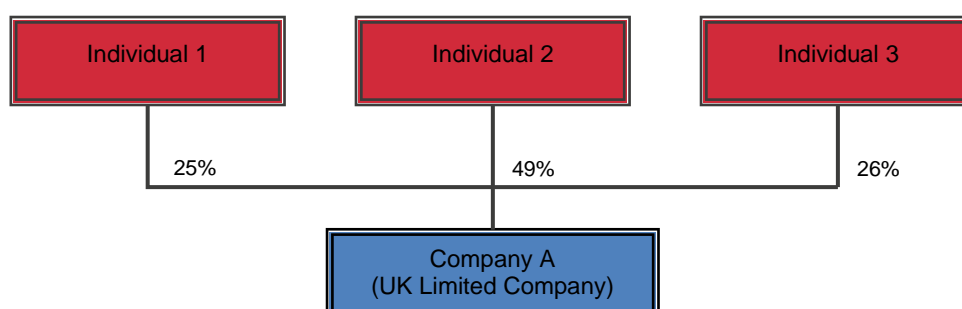 Individual 1
Individual 2
Individual 3
25%
49%
26%
Company A
(UK Limited Company)